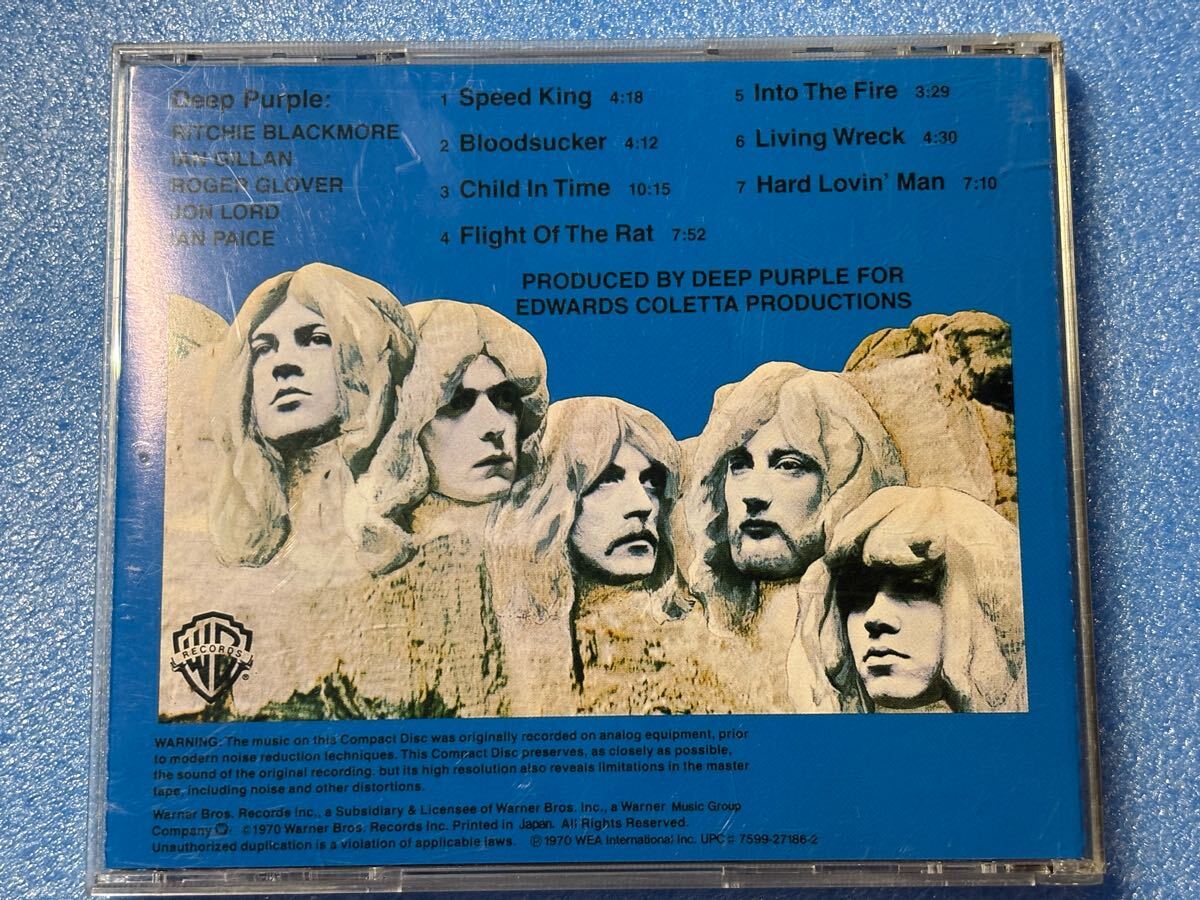 Deep Purple:
RITCHIE BLACKMORE
IAN GILLAN
ROGER GLOVER
JON LORD
IAN PAICE
1 Speed King 4:18
2 Bloodsucker 4:12
3 Child In Time 10:15
4 Flight Of The Rat 7:52
5 Into The Fire 3:29
6 Living Wreck 4:30
7 Hard Lovin' Man 7:10
PRODUCED BY DEEP PURPLE FOR
EDWARDS COLETTA PRODUCTIONS
WB
RECORDS
®
WARNING: The music on this Compact Disc was originally recorded on analog equipment, prior
to modern noise reduction techniques. This Compact Disc preserves, as closely as possible,
the sound of the original recording, but its high resolution also reveals limitations in the master
tape, including noise and other distortions.
Warner Bros. Records Inc., a Subsidiary & Licensee of Warner Bros. Inc., a Warner Music Group
Company ©1970 Warner Bros. Records Inc. Printed in Japan. All Rights Reserved.
Unauthorized duplication is a violation of applicable laws. ℗1970 WEA International Inc. UPC# 7599-27186-2